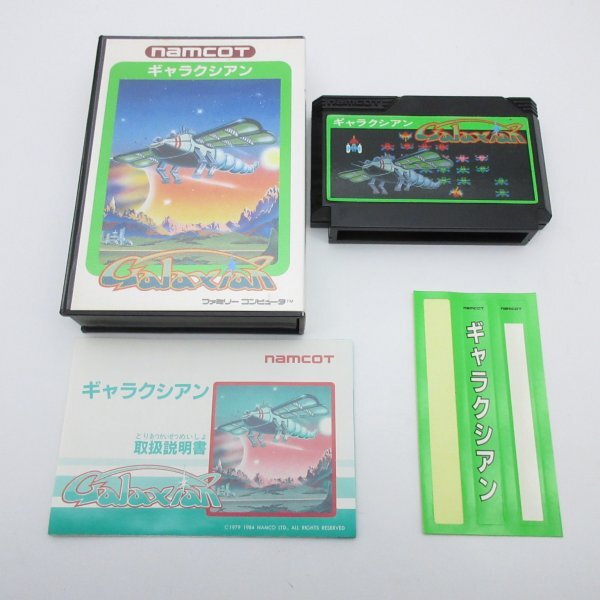 namcot
ギャラクシアン
Galaxian
ファミリー コンピュータ™
namcot
ギャラクシアン
Galaxian
namcot
ギャラクシアン
とりあつかいせつめいしょ
取扱説明書
Galaxian
©1979 1984 NAMCO LTD., ALL RIGHTS RESERVED
namcot
namcot
ギャラクシアン